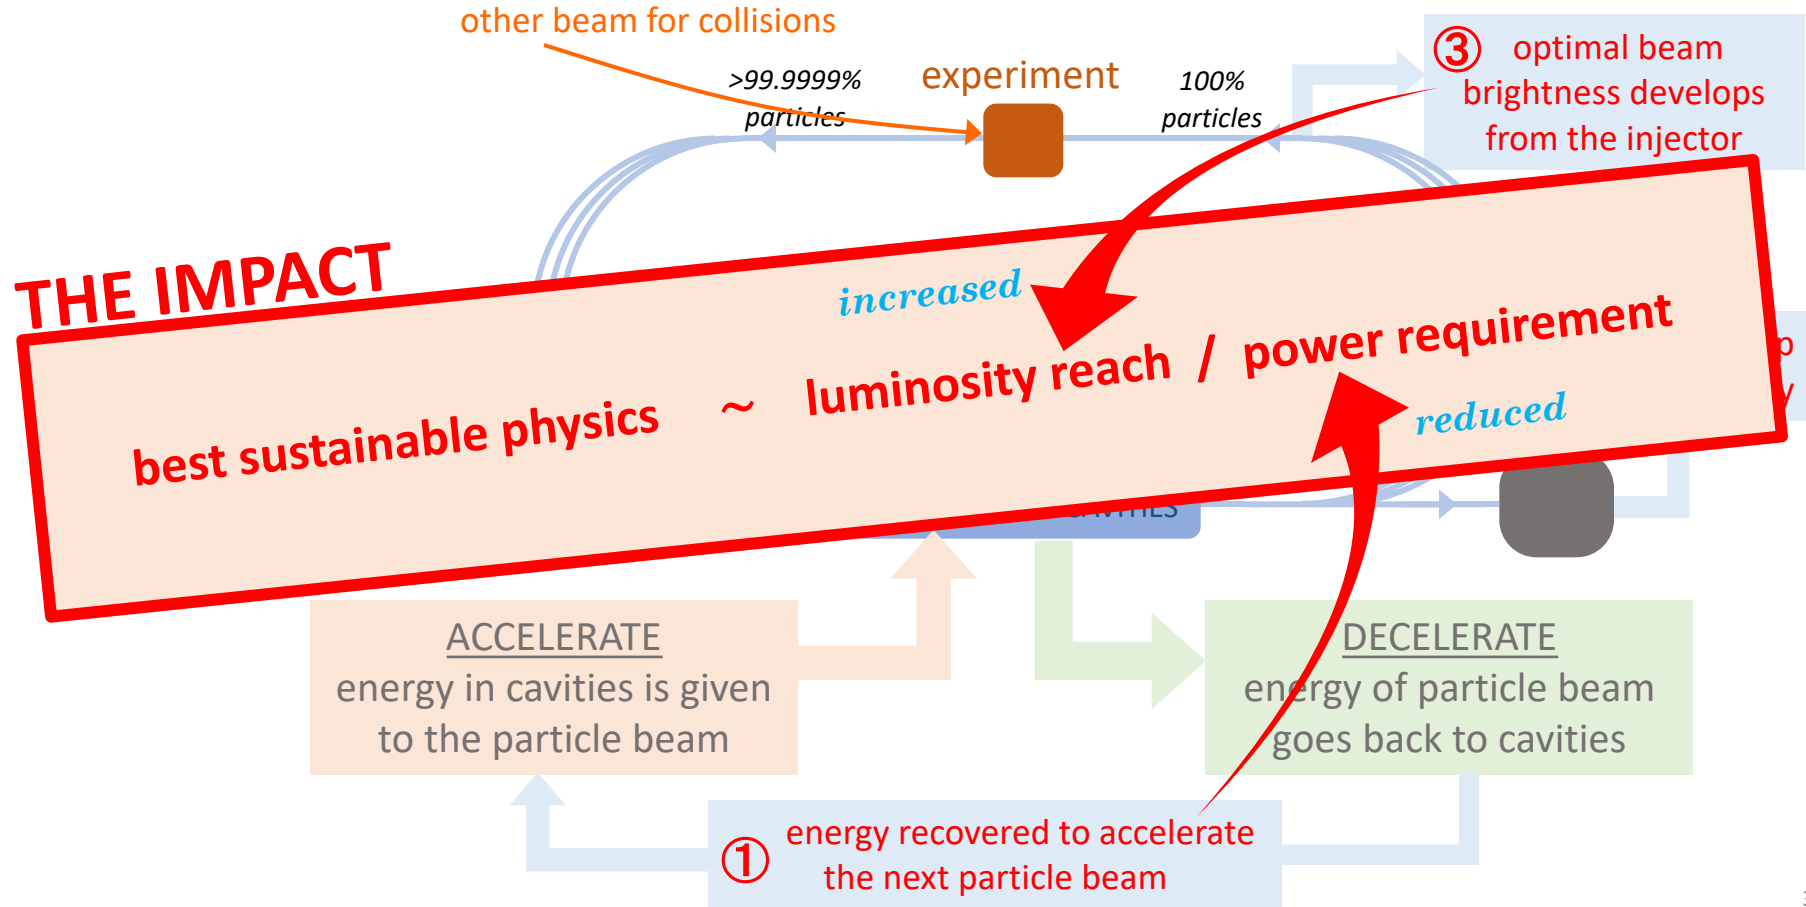 other beam for collisions
>99.9999%
particles
experiment
100%
particles
③ optimal beam
brightness develops
from the injector
THE IMPACT
increased
best sustainable physics ~ luminosity reach / power requirement
reduced
ACCELERATE
energy in cavities is given
to the particle beam
DECELERATE
energy of particle beam
goes back to cavities
① energy recovered to accelerate
the next particle beam